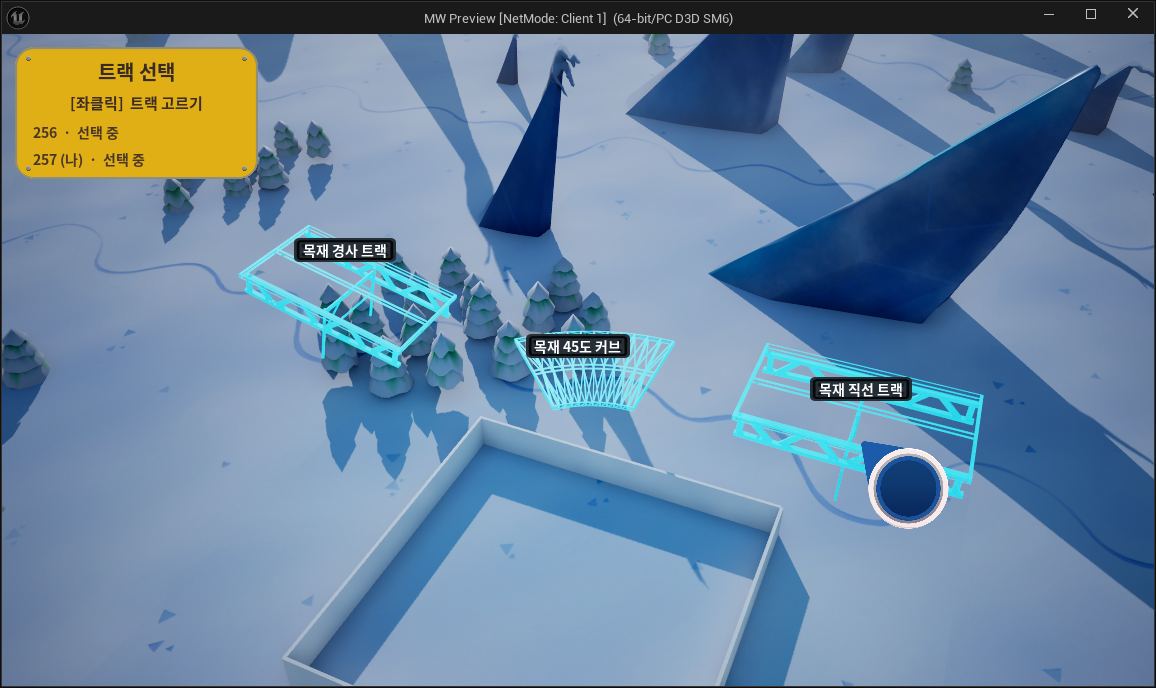 MW Preview [NetMode: Client 1]  (64-bit/PC D3D SM6)
트랙 선택
[좌클릭] 트랙 고르기
256 · 선택 중
257 (나) · 선택 중
목재 경사 트랙
목재 45도 커브
목재 직선 트랙